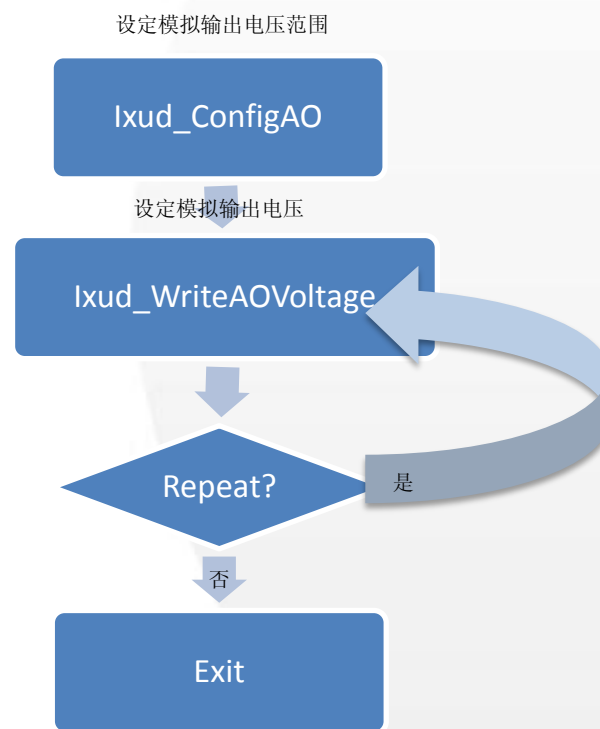 设定模拟输出电压范围
Ixud_ConfigAO
设定模拟输出电压
Ixud_WriteAOVoltage
Repeat?
是
否
Exit